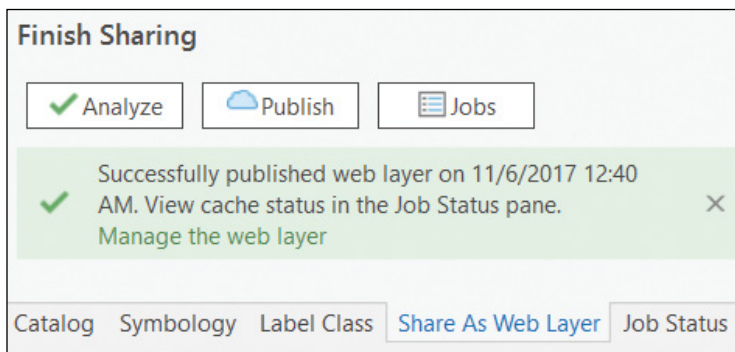 Finish Sharing
Analyze Publish Jobs
Successfully published web layer on 11/6/2017 12:40
AM. View cache status in the Job Status pane.
Manage the web layer
Catalog Symbology Label Class Share As Web Layer Job Status